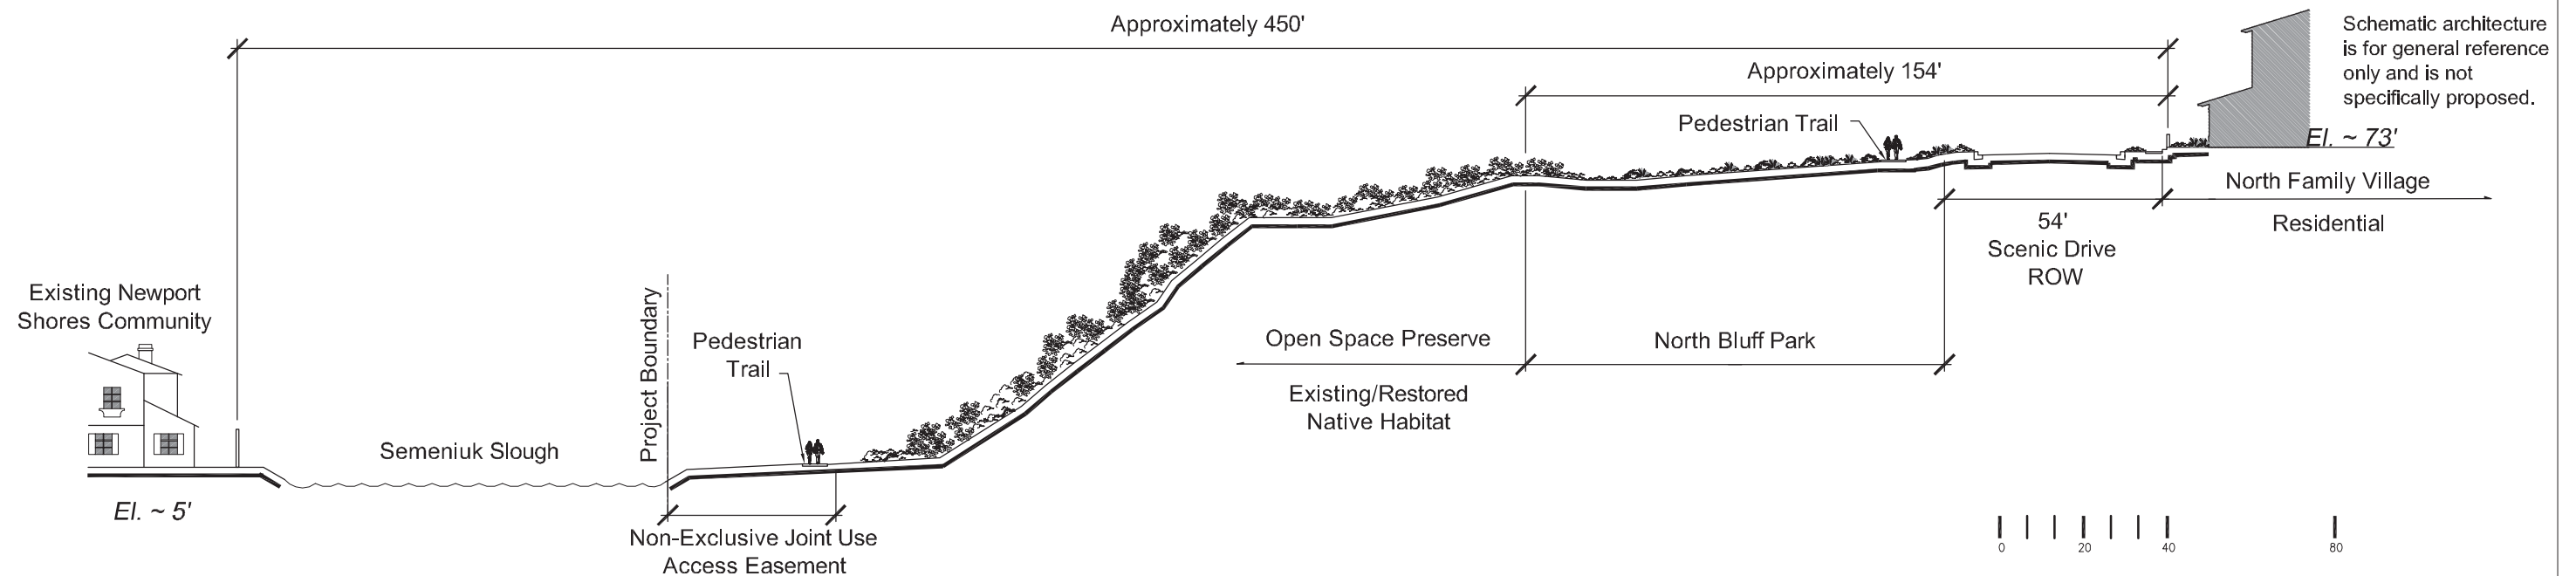 Approximately 450'
Schematic architecture
is for general reference
only and is not
specifically proposed.
Approximately 154'
Pedestrian Trail
El. ~ 73'
North Family Village
Residential
54'
Scenic Drive
ROW
Existing Newport
Shores Community
Project Boundary
Pedestrian
Trail
Open Space Preserve
North Bluff Park
Existing/Restored
Native Habitat
Semeniuk Slough
El. ~ 5'
Non-Exclusive Joint Use
Access Easement
0 20 40 80